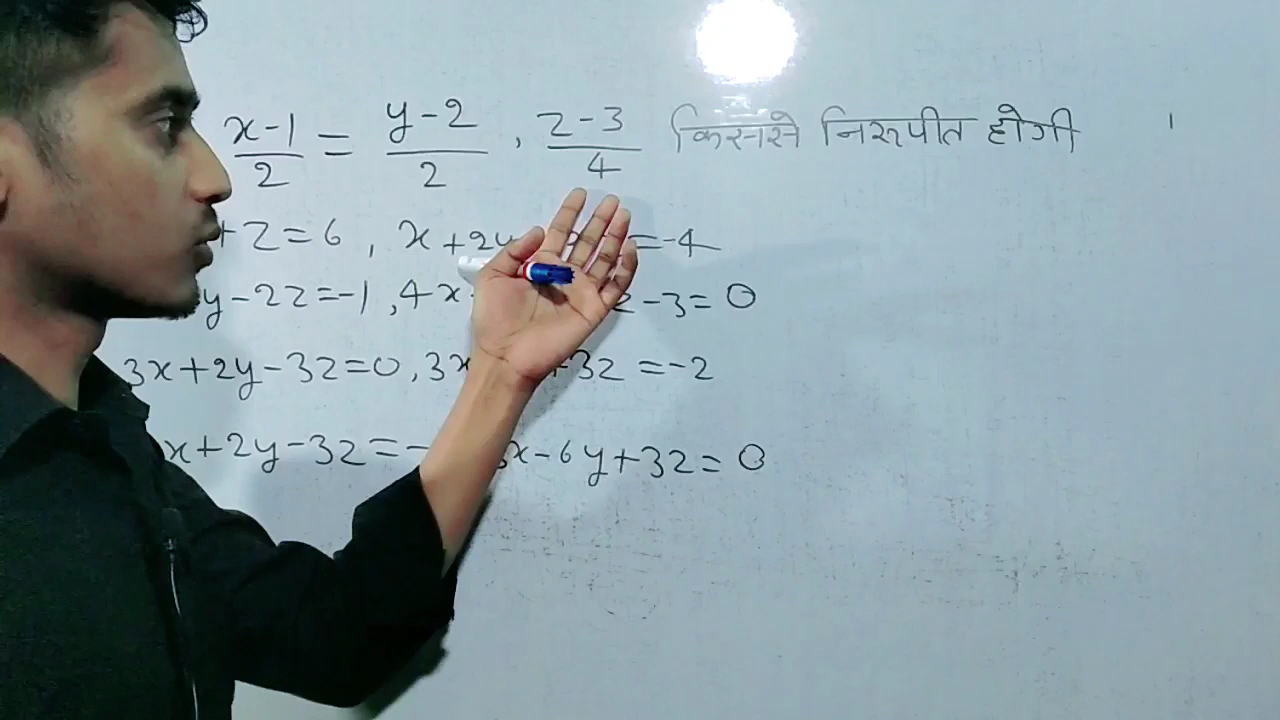 x-1/2 = y-2/2 , z-3/4 किससे निरूपीत होगी ।
+z=6 , x+2y =-4
y-2z=-1 , 4x z-3=0
3x+2y-3z=0 , 3x +3z=-2
x+2y-3z=- x-6y+3z=0